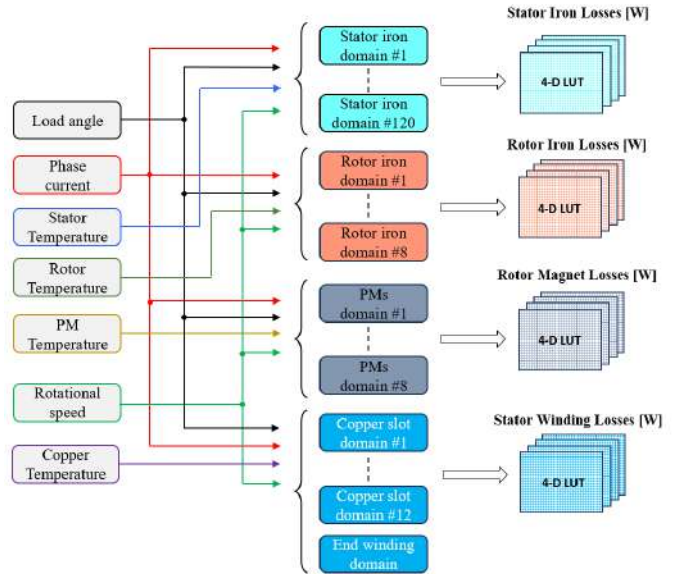 Stator Iron Losses [W]
Stator iron
domain #1
4-D LUT
Stator iron
domain #120
Load angle
Rotor Iron Losses [W]
Phase
current
Rotor iron
domain #1
4-D LUT
Stator
Temperature
Rotor iron
domain #8
Rotor
Temperature
Rotor Magnet Losses [W]
PMs
domain #1
PM
Temperature
4-D LUT
PMs
domain #8
Rotational
speed
Stator Winding Losses [W]
Copper slot
domain #1
Copper
Temperature
4-D LUT
Copper slot
domain #12
End winding
domain